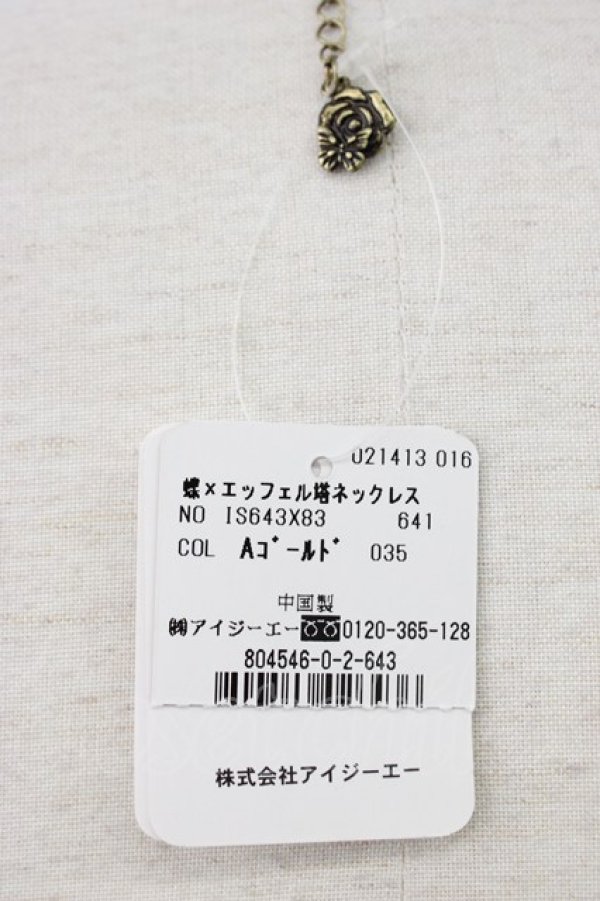 021413 016
蝶×エッフェル塔ネックレス
NO IS643X83 641
COL Aｺﾞｰﾙﾄﾞ 035
中国製
㈱アイジーエー 0120-365-128
804546-0-2-643
株式会社アイジーエー